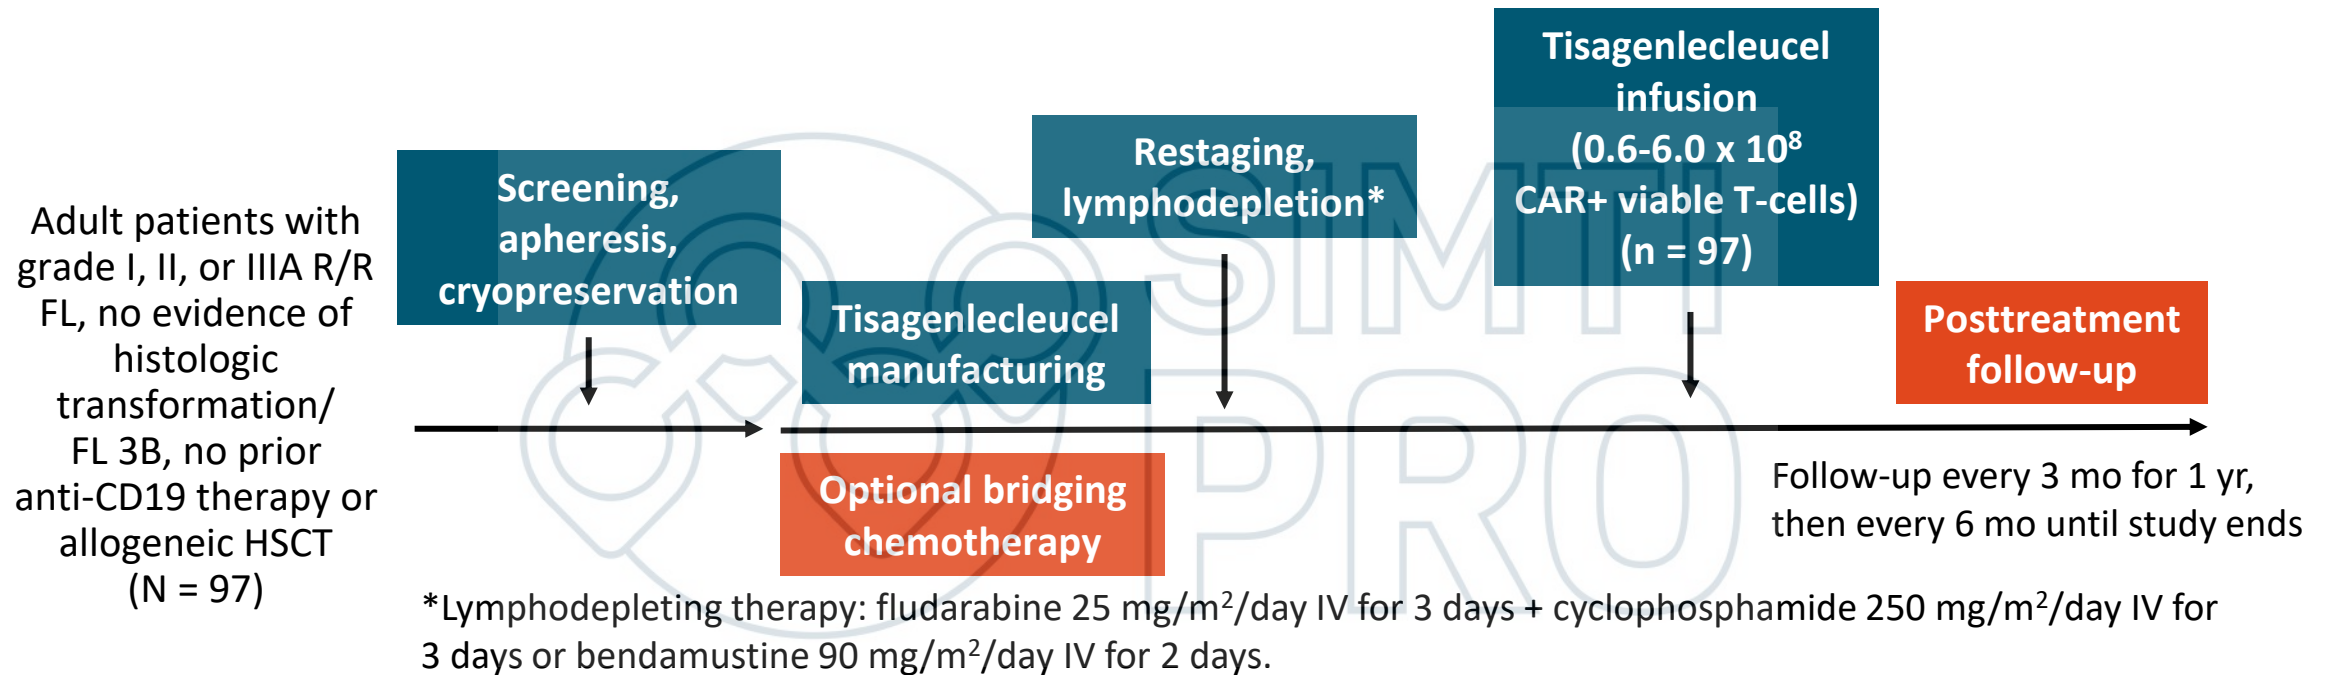 Adult patients with
grade I, II, or IIIA R/R
FL, no evidence of
histologic
transformation/
FL 3B, no prior
anti-CD19 therapy or
allogeneic HSCT
(N = 97)
Screening,
apheresis,
cryopreservation
Tisagenlecleucel
manufacturing
Optional bridging
chemotherapy
Restaging,
lymphodepletion*
Tisagenlecleucel
infusion
(0.6-6.0 x 10⁸
CAR+ viable T-cells)
(n = 97)
Posttreatment
follow-up
Follow-up every 3 mo for 1 yr,
then every 6 mo until study ends
*Lymphodepleting therapy: fludarabine 25 mg/m²/day IV for 3 days + cyclophosphamide 250 mg/m²/day IV for
3 days or bendamustine 90 mg/m²/day IV for 2 days.
SIMTI
PRO